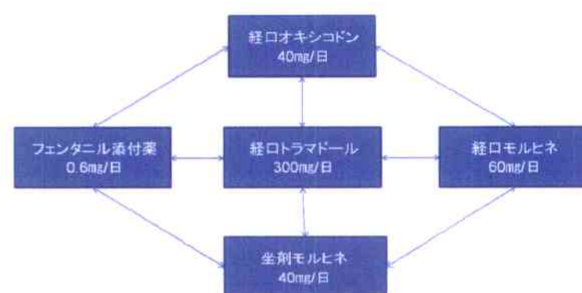 経口オキシコドン
40㎎/日
フェンタニル添付薬
0.6㎎/日
経口トラマドール
300㎎/日
経口モルヒネ
60㎎/日
坐剤モルヒネ
40㎎/日